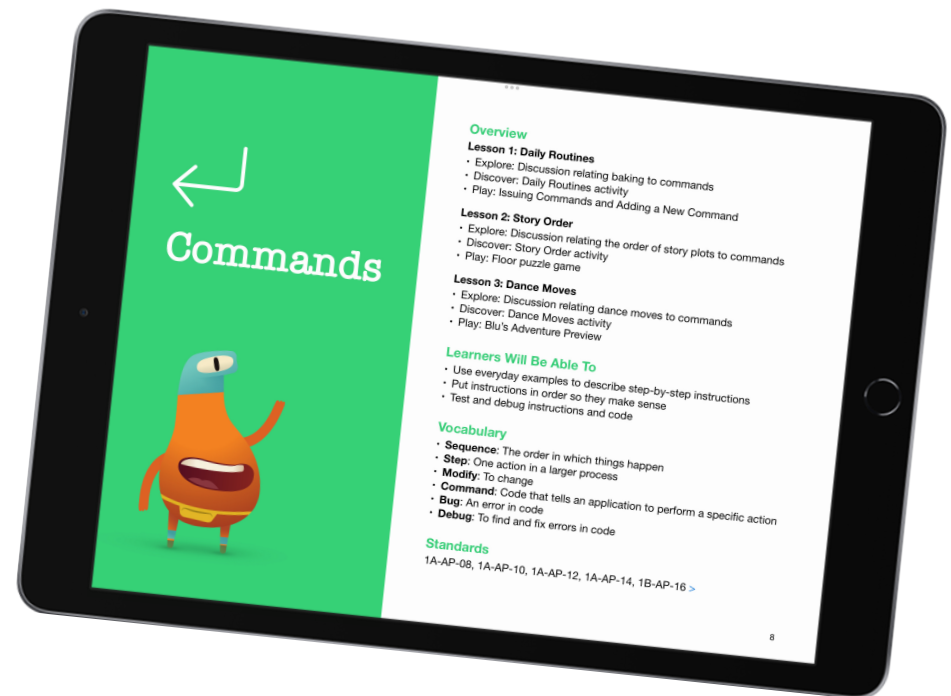 Commands
Overview
Lesson 1: Daily Routines
• Explore: Discussion relating baking to commands
• Discover: Daily Routines activity
• Play: Issuing Commands and Adding a New Command
Lesson 2: Story Order
• Explore: Discussion relating the order of story plots to commands
• Discover: Story Order activity
• Play: Floor puzzle game
Lesson 3: Dance Moves
• Explore: Discussion relating dance moves to commands
• Discover: Dance Moves activity
• Play: Blu's Adventure Preview
Learners Will Be Able To
• Use everyday examples to describe step-by-step instructions
• Put instructions in order so they make sense
• Test and debug instructions and code
Vocabulary
• Sequence: The order in which things happen
• Step: One action in a larger process
• Modify: To change
• Command: Code that tells an application to perform a specific action
• Bug: An error in code
• Debug: To find and fix errors in code
Standards
1A-AP-08, 1A-AP-10, 1A-AP-12, 1A-AP-14, 1B-AP-16 >
8